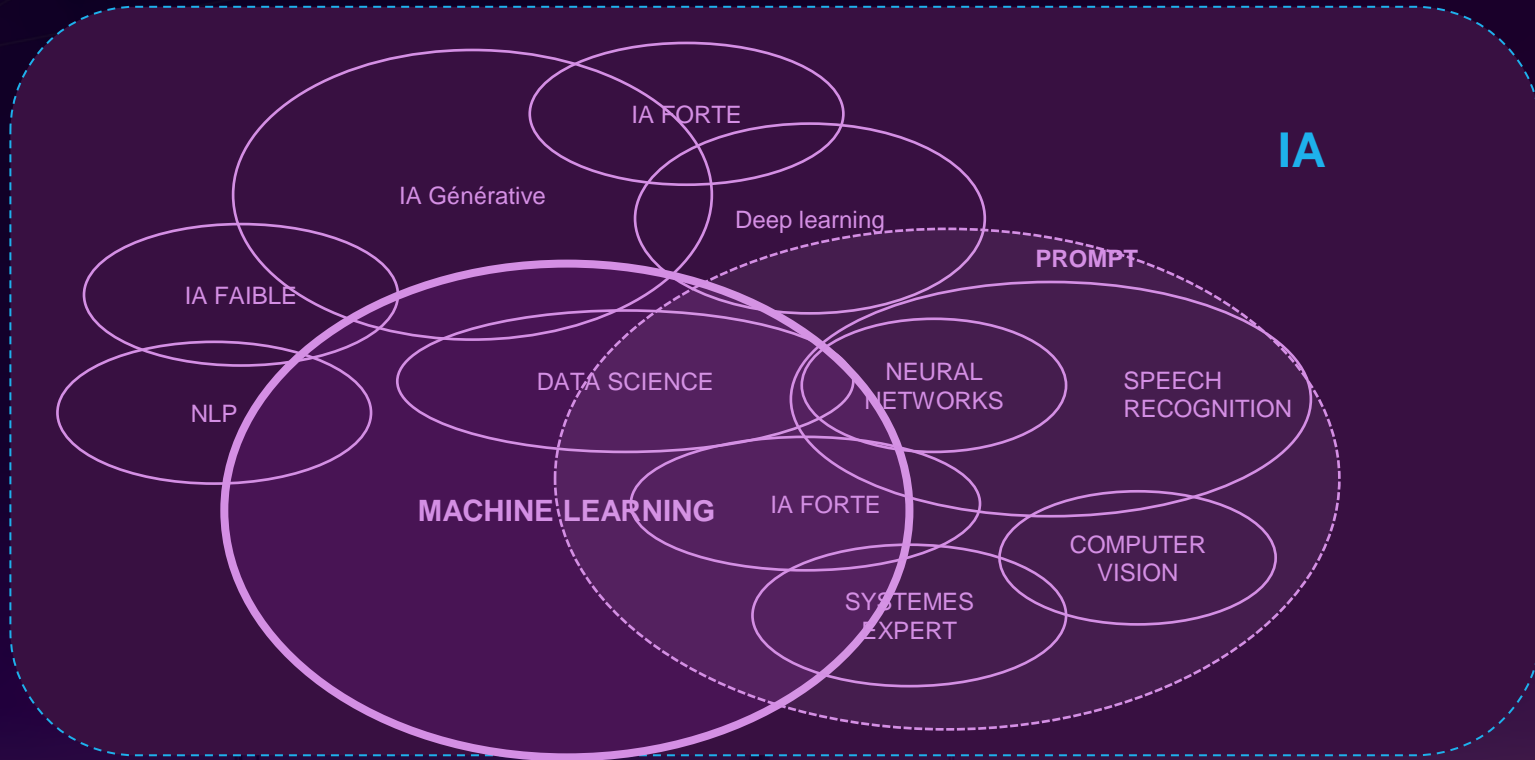 IA FORTE
IA
IA Générative
Deep learning
PROMPT
IA FAIBLE
DATA SCIENCE
NEURAL
NETWORKS
SPEECH
RECOGNITION
NLP
MACHINE LEARNING
IA FORTE
COMPUTER
VISION
SYSTEMES
EXPERT